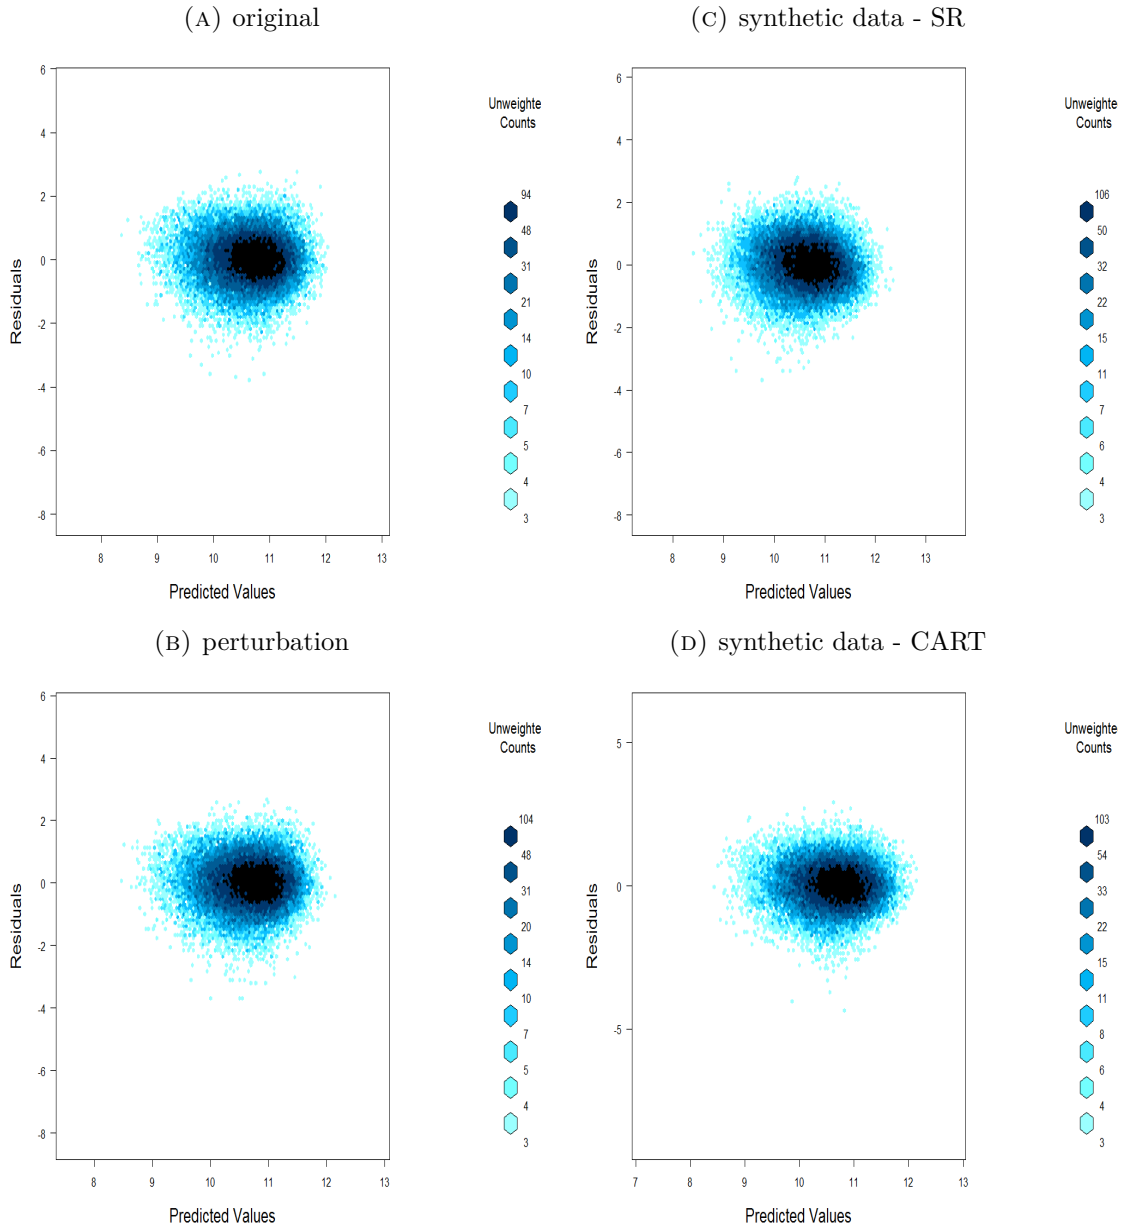 (A) original
6
4
2
0
-2
-4
-6
-8
Residuals
8 9 10 11 12 13
Predicted Values
Unweighte
Counts
94
48
31
21
14
10
7
5
4
3
(C) synthetic data - SR
6
4
2
0
-2
-4
-6
-8
Residuals
8 9 10 11 12 13
Predicted Values
Unweighte
Counts
106
50
32
22
15
11
7
6
4
3
(B) perturbation
6
4
2
0
-2
-4
-6
-8
Residuals
8 9 10 11 12 13
Predicted Values
Unweighte
Counts
104
48
31
20
14
10
7
5
4
3
(D) synthetic data - CART
5
0
-5
Residuals
7 8 9 10 11 12 13
Predicted Values
Unweighte
Counts
103
54
33
22
15
11
8
6
4
3